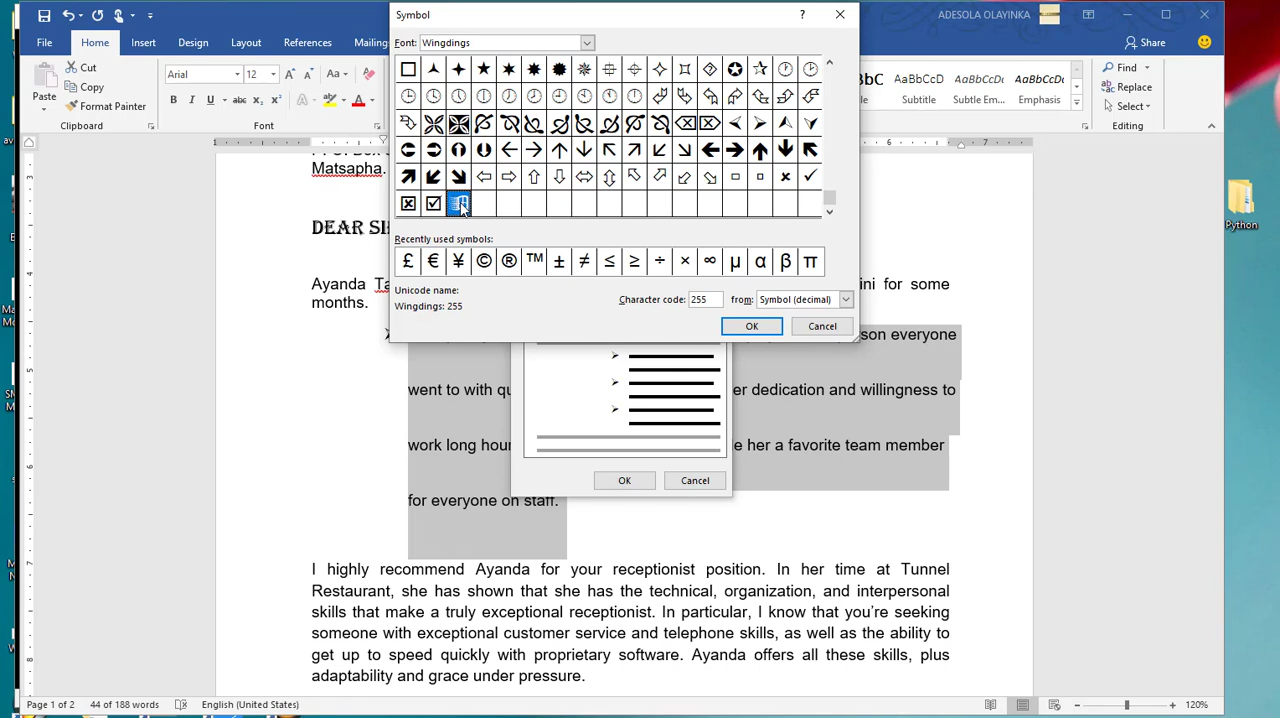 Symbol
ADESOLA OLAYINKA
File
Home
Insert
Design
Layout
References
Mailings
Share
Font:
Wingdings
Paste
Cut
Copy
Format Painter
Arial
12
B
I
U
abc
Aa
Clipboard
Font
AaBbCcD
AaBbCcD
AaBbCcD
Subtitle
Subtle Em...
Emphasis
Find
Replace
Select
Editing
Matsapha.
Recently used symbols:
£ € ¥ © ® ™ ± ≠ ≤ ≥ ÷ × ∞ µ α β π
Unicode name:
Wingdings: 255
Character code:
255
from:
Symbol (decimal)
OK
Cancel
DEAR SI
Ayanda
ini for some
months.
son everyone
went to with
er dedication and willingness to
work long hour
e her a favorite team member
for everyone on staff.
OK
Cancel
I highly recommend Ayanda for your receptionist position. In her time at Tunnel
Restaurant, she has shown that she has the technical, organization, and interpersonal
skills that make a truly exceptional receptionist. In particular, I know that you're seeking
someone with exceptional customer service and telephone skills, as well as the ability to
get up to speed quickly with proprietary software. Ayanda offers all these skills, plus
adaptability and grace under pressure.
Page 1 of 2
44 of 188 words
English (United States)
120%
Python